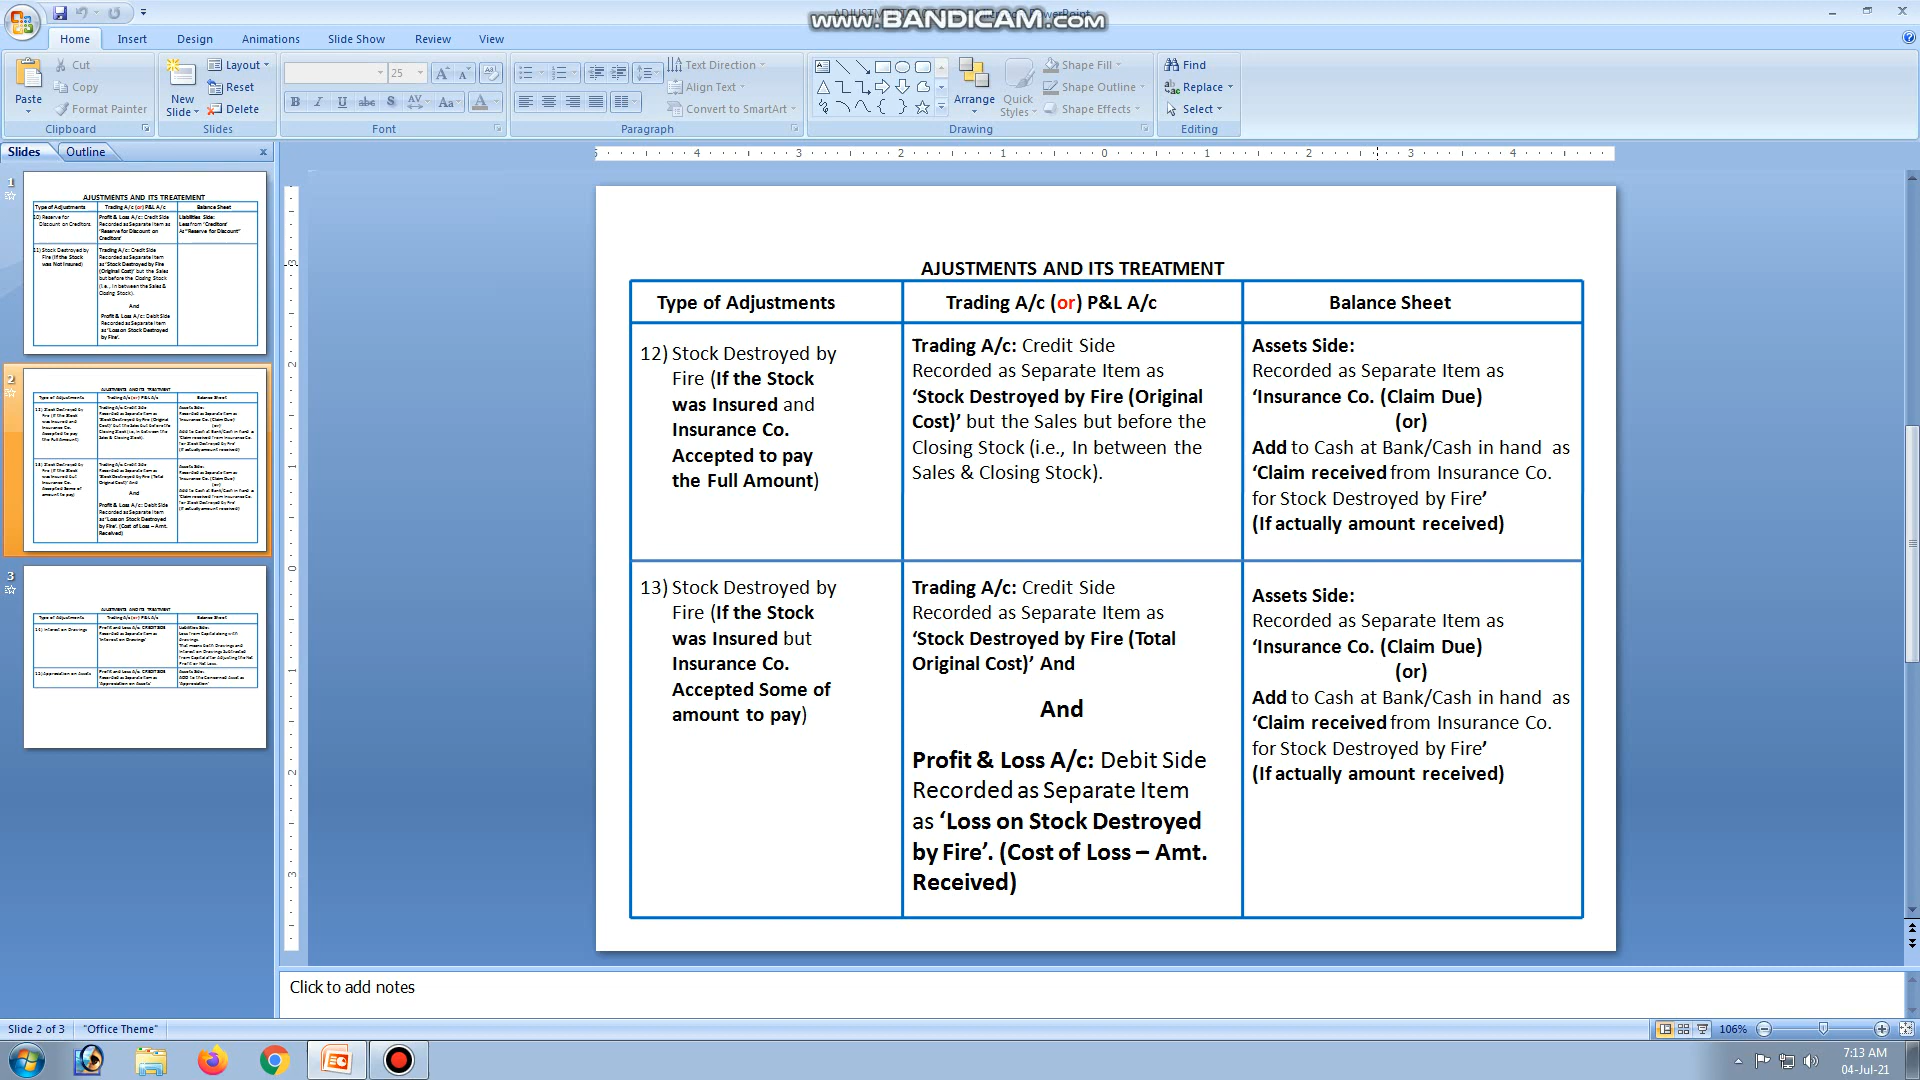 www.BANDICAM.com
Home Insert Design Animations Slide Show Review View
Paste
Cut
Copy
Format Painter
Clipboard
New Slide
Layout
Reset
Delete
Slides
25
Font
Text Direction
Align Text
Convert to SmartArt
Paragraph
Arrange
Quick Styles
Shape Fill
Shape Outline
Shape Effects
Drawing
Find
Replace
Select
Editing
Slides Outline
1
2
3
AJUSTMENTS AND ITS TREATMENT
Type of Adjustments
Trading A/c (or) P&L A/c
Balance Sheet
12) Stock Destroyed by
Fire (If the Stock
was Insured and
Insurance Co.
Accepted to pay
the Full Amount)
Trading A/c: Credit Side
Recorded as Separate Item as
‘Stock Destroyed by Fire (Original
Cost)’ but the Sales but before the
Closing Stock (i.e., In between the
Sales & Closing Stock).
Assets Side:
Recorded as Separate Item as
‘Insurance Co. (Claim Due)
(or)
Add to Cash at Bank/Cash in hand as
‘Claim received from Insurance Co.
for Stock Destroyed by Fire’
(If actually amount received)
13) Stock Destroyed by
Fire (If the Stock
was Insured but
Insurance Co.
Accepted Some of
amount to pay)
Trading A/c: Credit Side
Recorded as Separate Item as
‘Stock Destroyed by Fire (Total
Original Cost)’ And
And
Profit & Loss A/c: Debit Side
Recorded as Separate Item
as ‘Loss on Stock Destroyed
by Fire’. (Cost of Loss – Amt.
Received)
Assets Side:
Recorded as Separate Item as
‘Insurance Co. (Claim Due)
(or)
Add to Cash at Bank/Cash in hand as
‘Claim received from Insurance Co.
for Stock Destroyed by Fire’
(If actually amount received)
Click to add notes
Slide 2 of 3 "Office Theme" 106%
7:13 AM
04-Jul-21